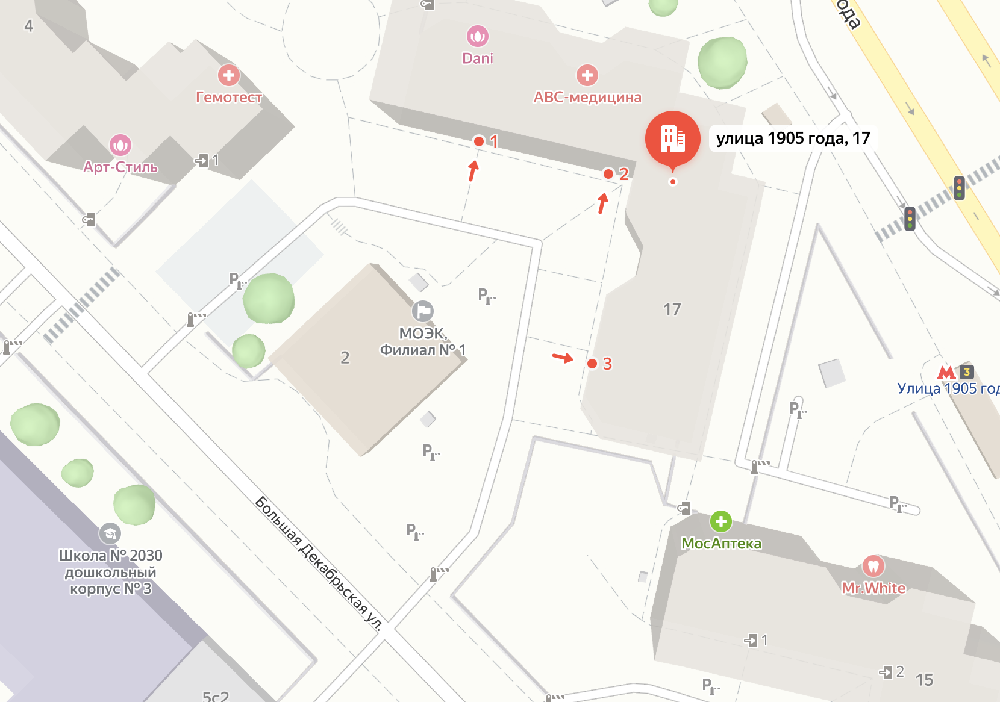 ода
4
Dani
Гемотест
АВС-медицина
1
улица 1905 года, 17
Арт-Стиль
1
2
P
P
17
МОЭК,
Филиал № 1
2
3
3
Улица 1905 год
P
P
P
Большая Декабрьская ул.
P
МосАптека
Школа № 2030
дошкольный
корпус № 3
Mr.White
1
2
15
P
5с2